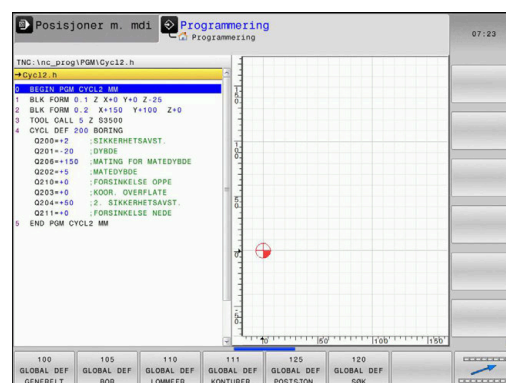 Posisjoner m. mdi
Programmering
Programmering
07:23
TNC:\nc_prog\PGM\Cycl2.h
→Cycl2.h
0 BEGIN PGM CYCL2 MM
1 BLK FORM 0.1 Z X+0 Y+0 Z-25
2 BLK FORM 0.2 X+150 Y+100 Z+0
3 TOOL CALL 5 Z S3500
4 CYCL DEF 200 BORING
Q200=+2 ;SIKKERHETSAVST.
Q201=-20 ;DYBDE
Q206=+150 ;MATING FOR MATEDYBDE
Q202=+5 ;MATEDYBDE
Q210=+0 ;FORSINKELSE OPPE
Q203=+0 ;KOOR. OVERFLATE
Q204=+50 ;2. SIKKERHETSAVST.
Q211=+0 ;FORSINKELSE NEDE
5 END PGM CYCL2 MM
0 50 100 150
100 GLOBAL DEF GENERELT
105 GLOBAL DEF BOR.
110 GLOBAL DEF LOMMEFR.
111 GLOBAL DEF KONTURFR.
125 GLOBAL DEF POSISJON.
120 GLOBAL DEF SØK